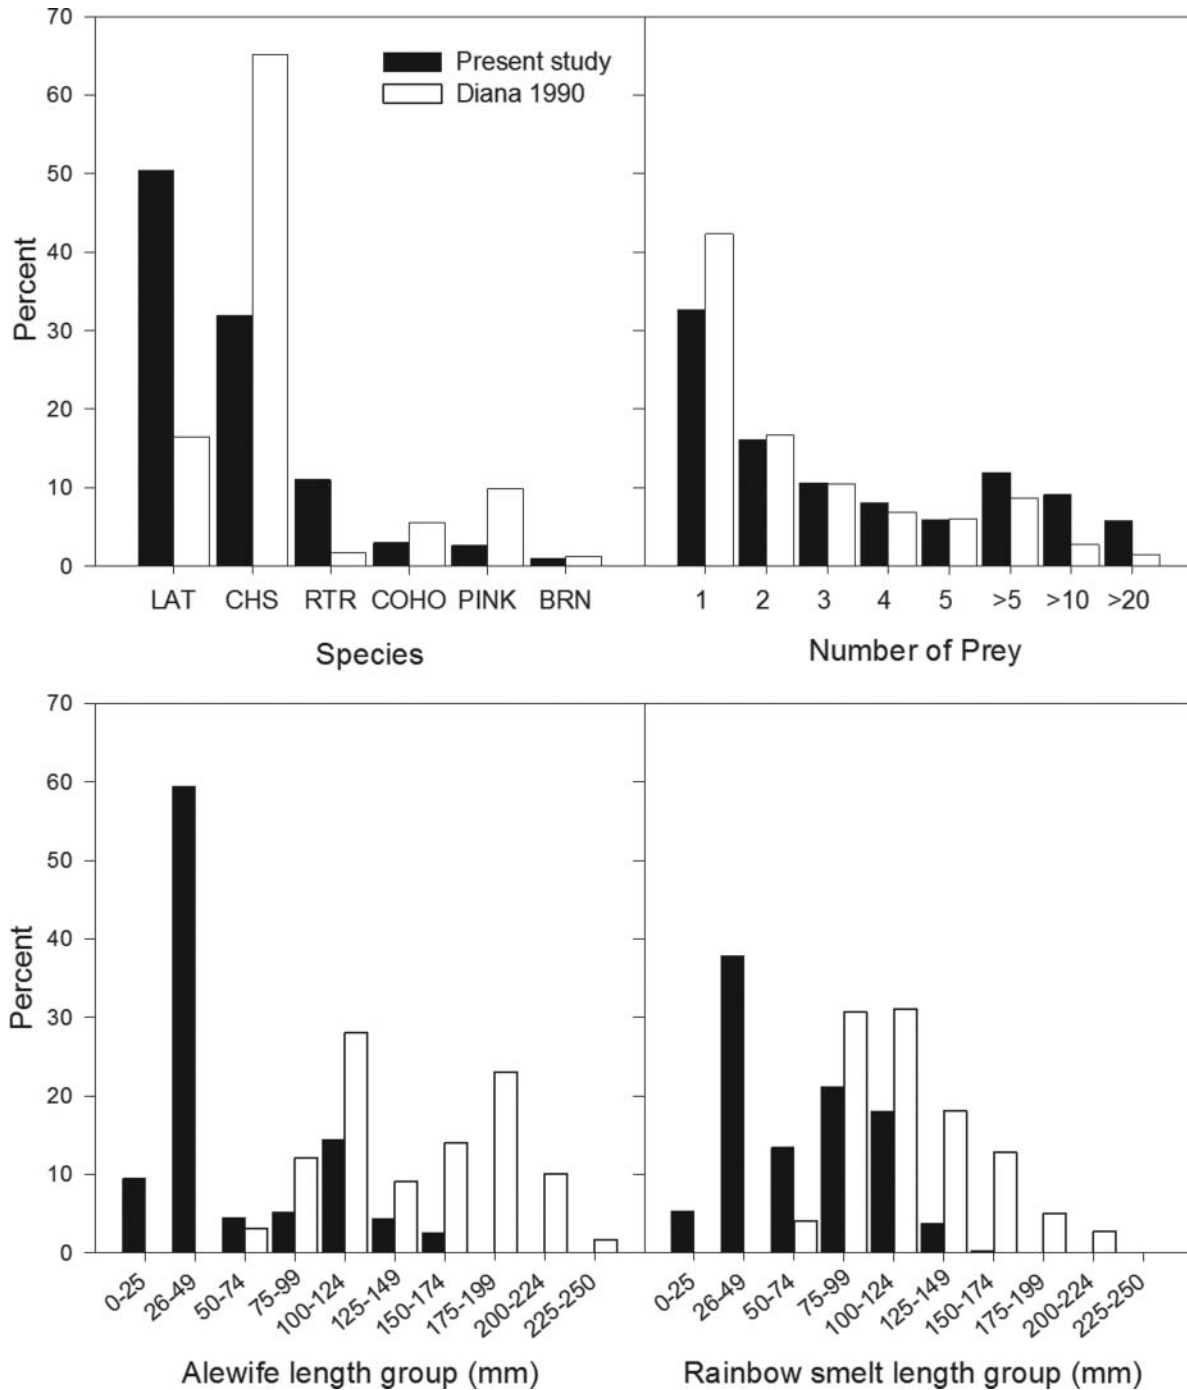 70
60
50
40
30
20
10
0
Percent
Present study
Diana 1990
LAT CHS RTR COHO PINK BRN
Species
1 2 3 4 5 >5 >10 >20
Number of Prey
70
60
50
40
30
20
10
0
Percent
0-25 26-49 50-74 75-99 100-124 125-149 150-174 175-199 200-224 225-250
Alewife length group (mm)
0-25 26-49 50-74 75-99 100-124 125-149 150-174 175-199 200-224 225-250
Rainbow smelt length group (mm)